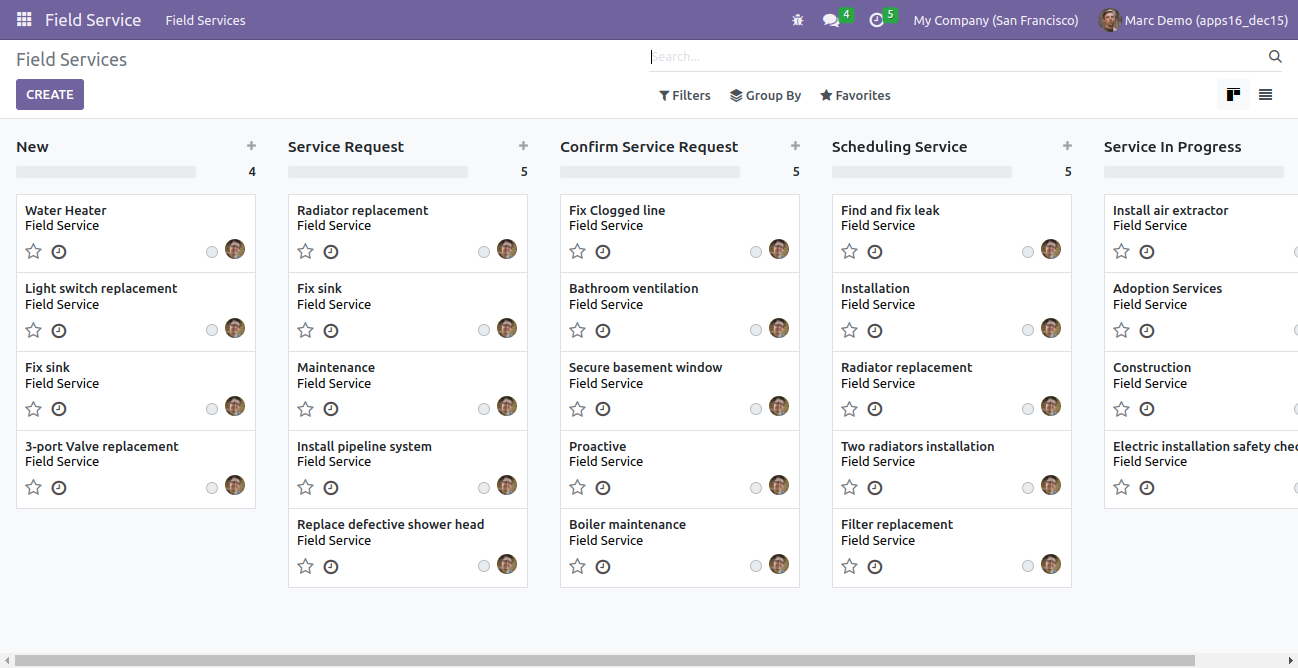 Field Service
Field Services
4
5
My Company (San Francisco)
Marc Demo (apps16_dec15)
Field Services
Search...
CREATE
Filters
Group By
Favorites
New
4
Water Heater
Field Service
Light switch replacement
Field Service
Fix sink
Field Service
3-port Valve replacement
Field Service
Service Request
5
Radiator replacement
Field Service
Fix sink
Field Service
Maintenance
Field Service
Install pipeline system
Field Service
Replace defective shower head
Field Service
Confirm Service Request
5
Fix Clogged line
Field Service
Bathroom ventilation
Field Service
Secure basement window
Field Service
Proactive
Field Service
Boiler maintenance
Field Service
Scheduling Service
5
Find and fix leak
Field Service
Installation
Field Service
Radiator replacement
Field Service
Two radiators installation
Field Service
Filter replacement
Field Service
Service In Progress
Install air extractor
Field Service
Adoption Services
Field Service
Construction
Field Service
Electric installation safety chec
Field Service